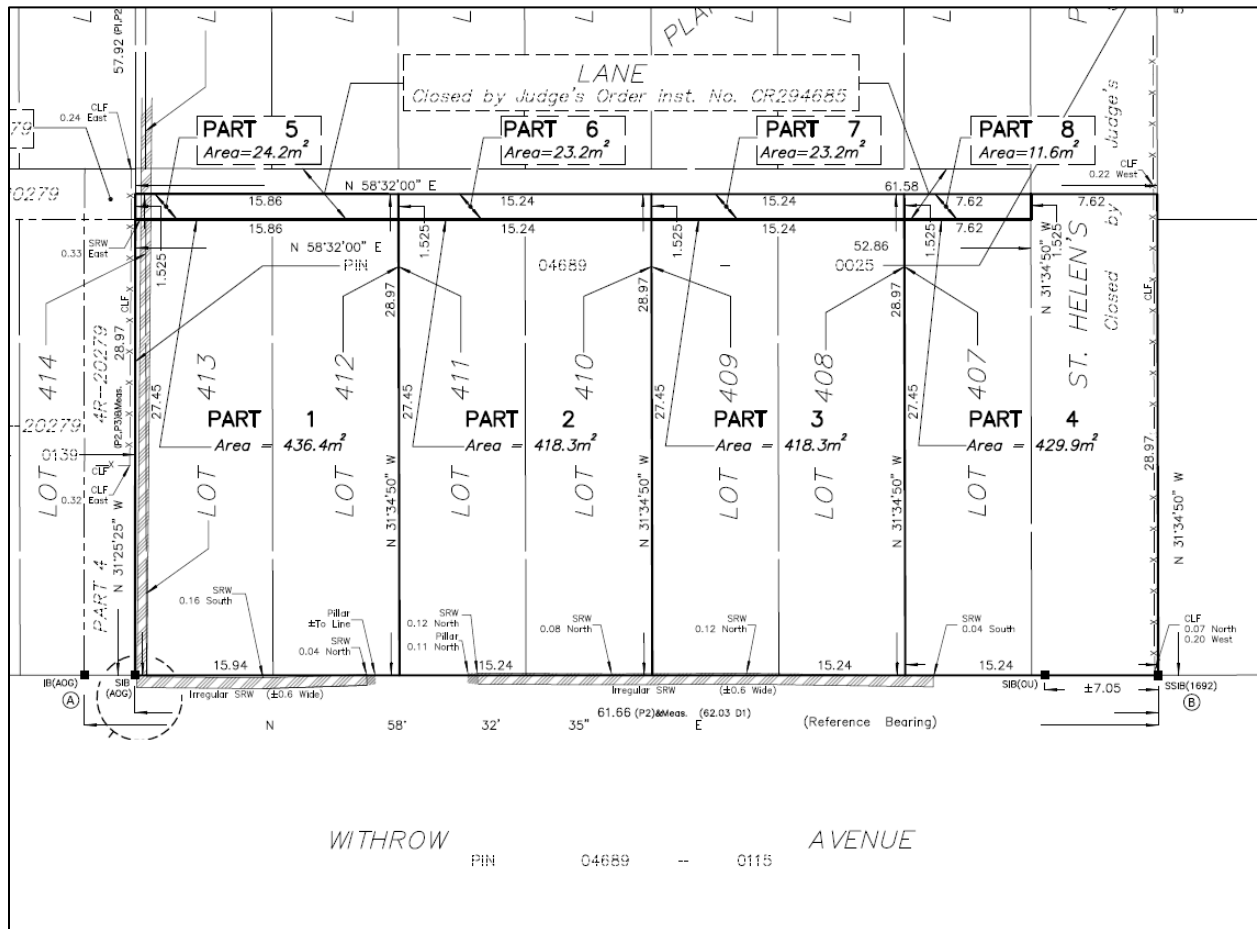 57.92 (P1,P2)
LANE
Closed by Judge's Order Inst. No. CR294685
CLF
East
0.24
PART 5
Area=24.2m²
PART 6
Area=23.2m²
PART 7
Area=23.2m²
PART 8
Area=11.6m²
CLF
0.22 West
N 58°32'00" E
61.58
15.86
15.24
15.24
7.62
7.62
15.86
15.24
15.24
7.62
SRW
East
0.33
1.525
1.525
1.525
1.525
1.525
N 58°32'00" E
52.86
PIN 04689 - 0025
N 31°34'50" W
ST. HELEN'S
Closed by Judge's
CLF
CLF
28.97
28.97
28.97
28.97
28.97
LOT 414
4R-20279
(P2,P3)&Meas.
LOT 413
LOT 412
LOT 411
LOT 410
LOT 409
LOT 408
LOT 407
27.45
27.45
27.45
27.45
PART 1
Area = 436.4m²
PART 2
Area = 418.3m²
PART 3
Area = 418.3m²
PART 4
Area = 429.9m²
20279
0139
CLF
CLF
East
0.32
PART 4
N 31°25'25" W
N 31°34'50" W
N 31°34'50" W
N 31°34'50" W
N 31°34'50" W
SRW
0.16 South
Pillar
±To Line
SRW
0.04 North
SRW
0.12 North
Pillar
0.11 North
SRW
0.08 North
SRW
0.12 North
SRW
0.04 South
CLF
0.07 North
0.20 West
15.94
15.24
15.24
15.24
IB(AOG)
SIB
(AOG)
SIB(OU)
±7.05
SSIB(1692)
A
B
Irregular SRW (±0.6 Wide)
Irregular SRW (±0.6 Wide)
61.66 (P2)&Meas. (62.03 D1)
N 58° 32' 35" E (Reference Bearing)
WITHROW AVENUE
PIN 04689 -- 0115